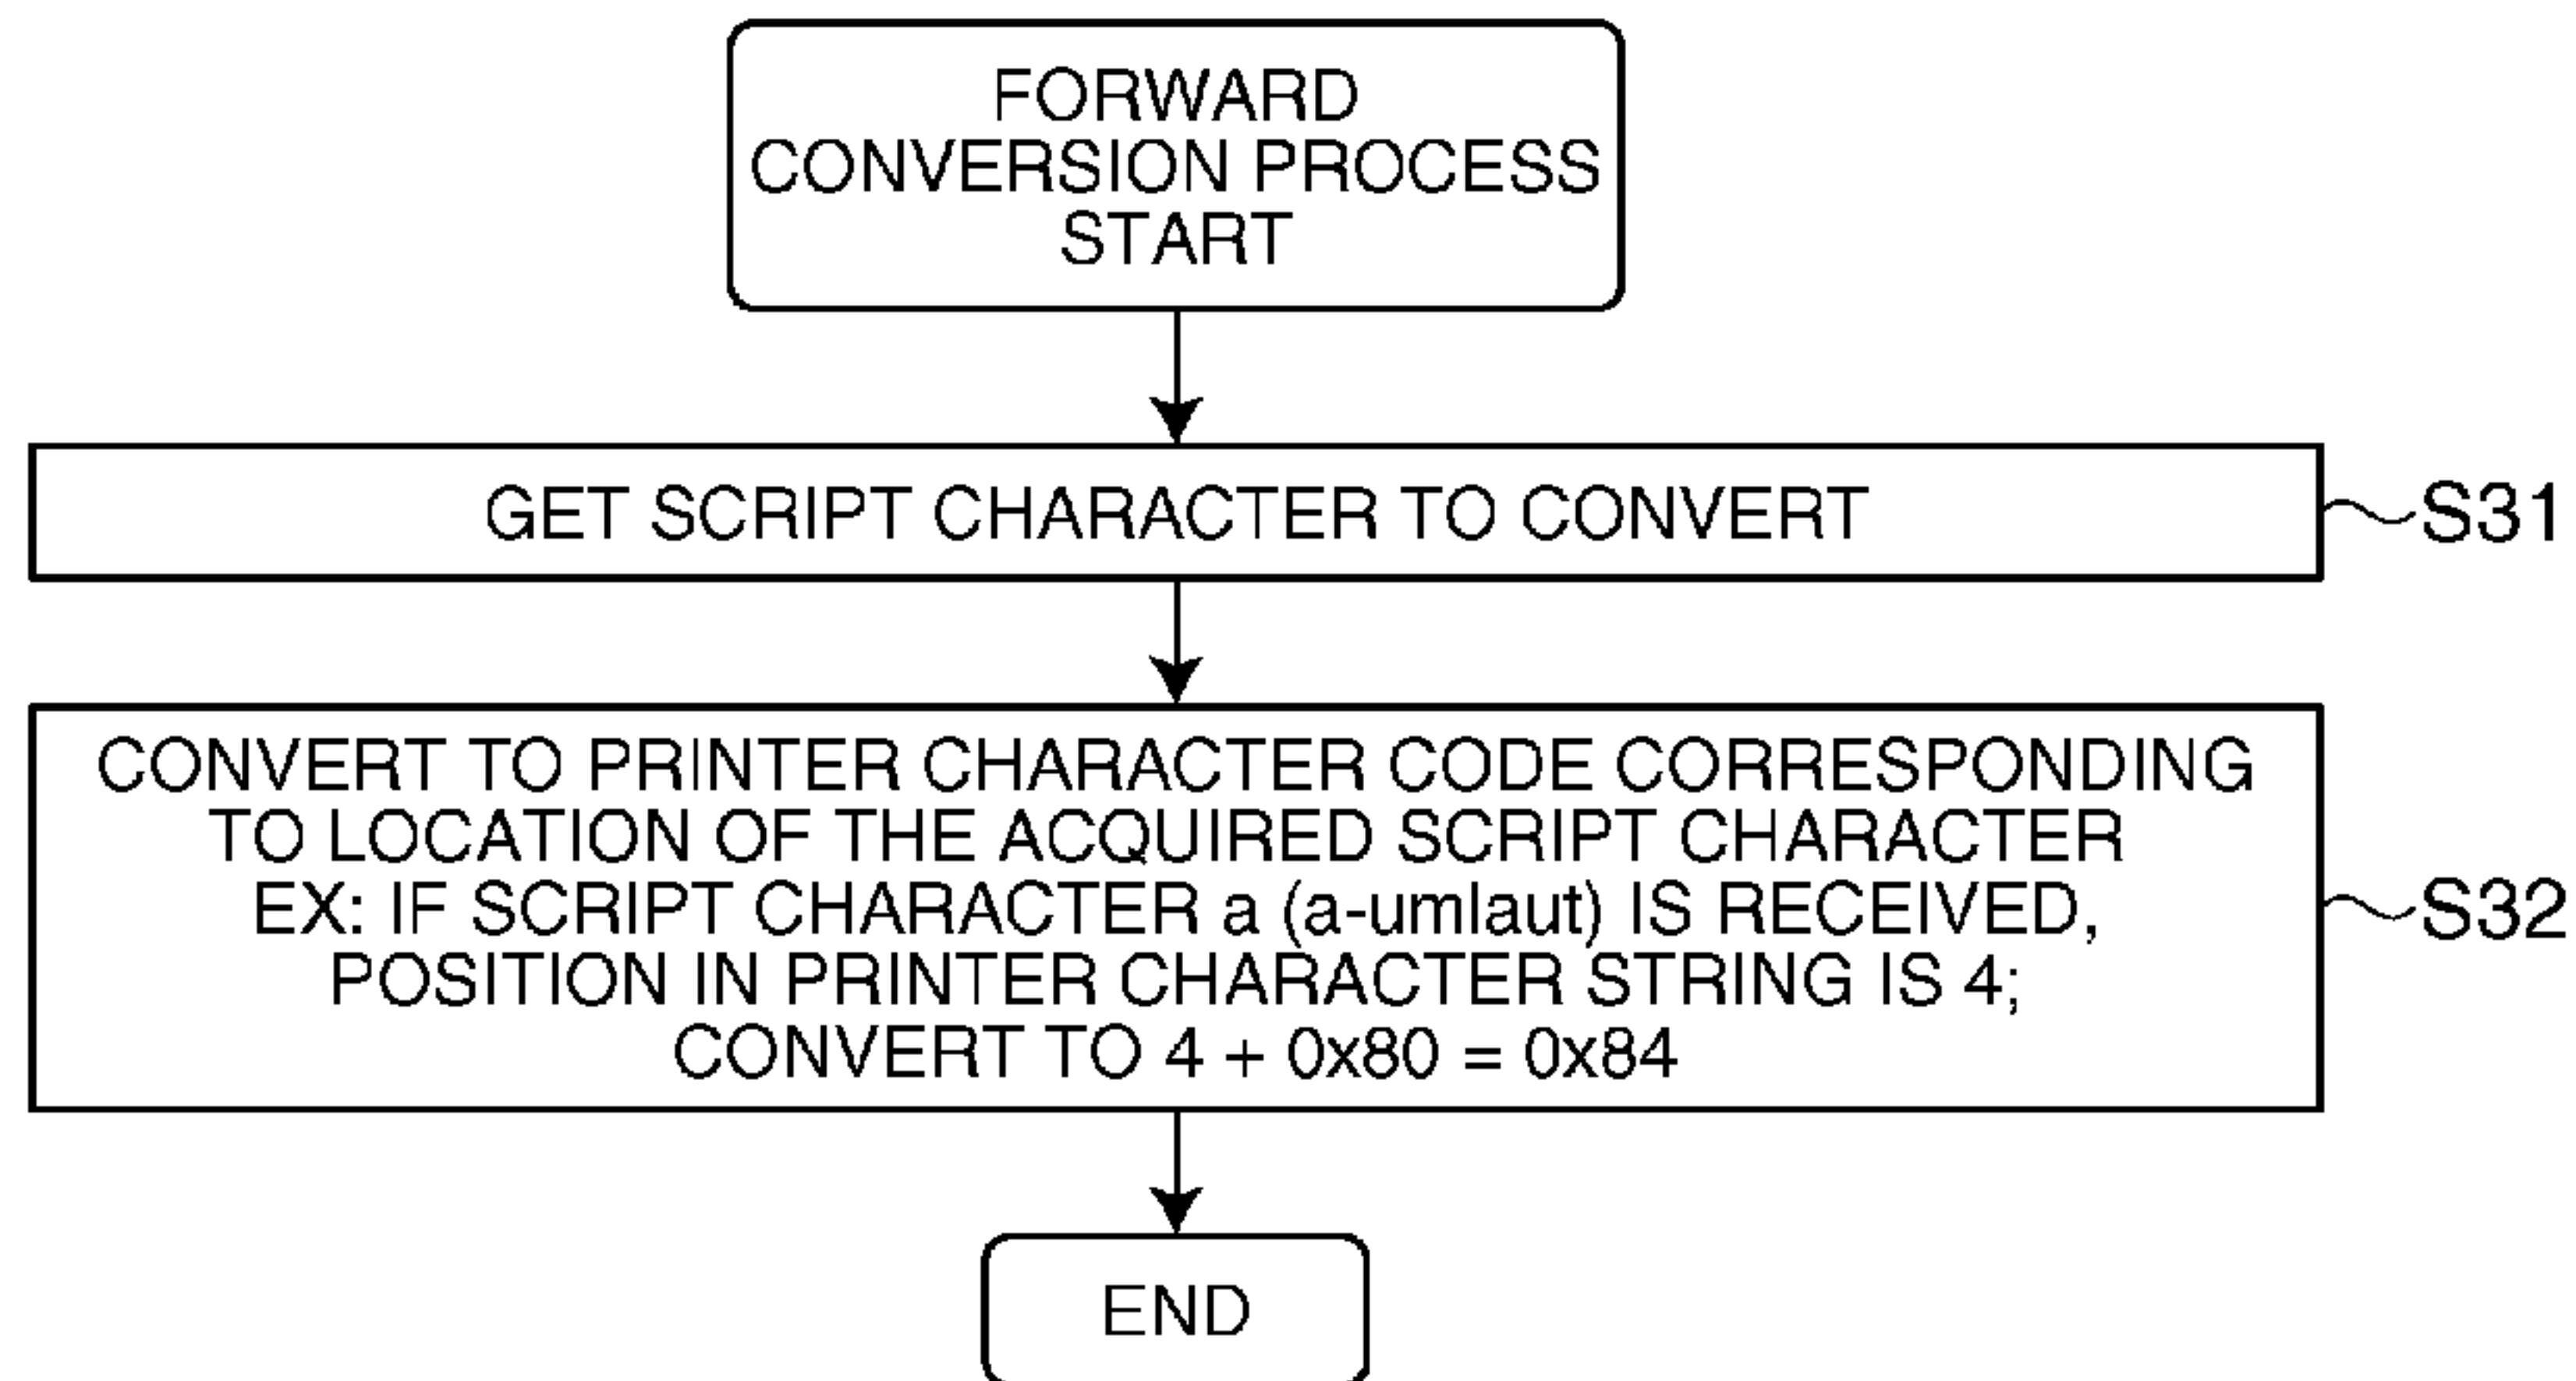 FORWARD
CONVERSION PROCESS
START
GET SCRIPT CHARACTER TO CONVERT
S31
CONVERT TO PRINTER CHARACTER CODE CORRESPONDING
TO LOCATION OF THE ACQUIRED SCRIPT CHARACTER
EX: IF SCRIPT CHARACTER a (a-umlaut) IS RECEIVED,
POSITION IN PRINTER CHARACTER STRING IS 4;
CONVERT TO 4 + 0x80 = 0x84
S32
END